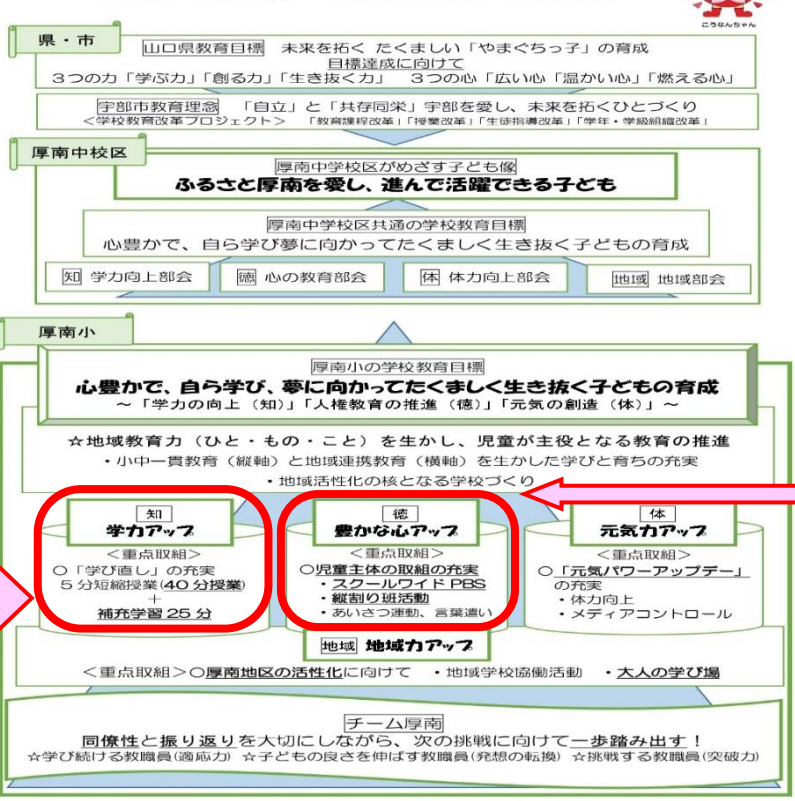 こうなんちゃん
県・市
山口県教育目標 未来を拓く たくましい「やまぐちっ子」の育成
目標達成に向けて
３つの力「学ぶ力」「創る力」「生き抜く力」 ３つの心「広い心「温かい心」「燃える心」
宇部市教育理念 「自立」と「共存同栄」宇部を愛し、未来を拓くひとづくり
＜学校教育改革プロジェクト＞ 「教育課程改革」「授業改革」「生徒指導改革」「学年・学級組織改革」
厚南中校区
厚南中学校区がめざす子ども像
ふるさと厚南を愛し、進んで活躍できる子ども
厚南中学校区共通の学校教育目標
心豊かで、自ら学び夢に向かってたくましく生き抜く子どもの育成
知 学力向上部会 徳 心の教育部会 体 体力向上部会 地域 地域部会
厚南小
厚南小の学校教育目標
心豊かで、自ら学び、夢に向かってたくましく生き抜く子どもの育成
～「学力の向上（知）」「人権教育の推進（徳）」「元気の創造（体）」～
☆地域教育力（ひと・もの・こと）を生かし、児童が主役となる教育の推進
・小中一貫教育（縦軸）と地域連携教育（横軸）を生かした学びと育ちの充実
・地域活性化の核となる学校づくり
知
学力アップ
＜重点取組＞
〇「学び直し」の充実
５分短縮授業(40分授業)
＋
補充学習25分
徳
豊かな心アップ
＜重点取組＞
〇児童主体の取組の充実
・スクールワイドPBS
・縦割り班活動
・あいさつ運動、言葉遣い
体
元気力アップ
＜重点取組＞
〇「元気パワーアップデー」
の充実
・体力向上
・メディアコントロール
地域 地域力アップ
＜重点取組＞〇厚南地区の活性化に向けて ・地域学校協働活動 ・大人の学び場
チーム厚南
同僚性と振り返りを大切にしながら、次の挑戦に向けて一歩踏み出す！
☆学び続ける教職員(適応力) ☆子どもの良さを伸ばす教職員(発想の転換) ☆挑戦する教職員(突破力)